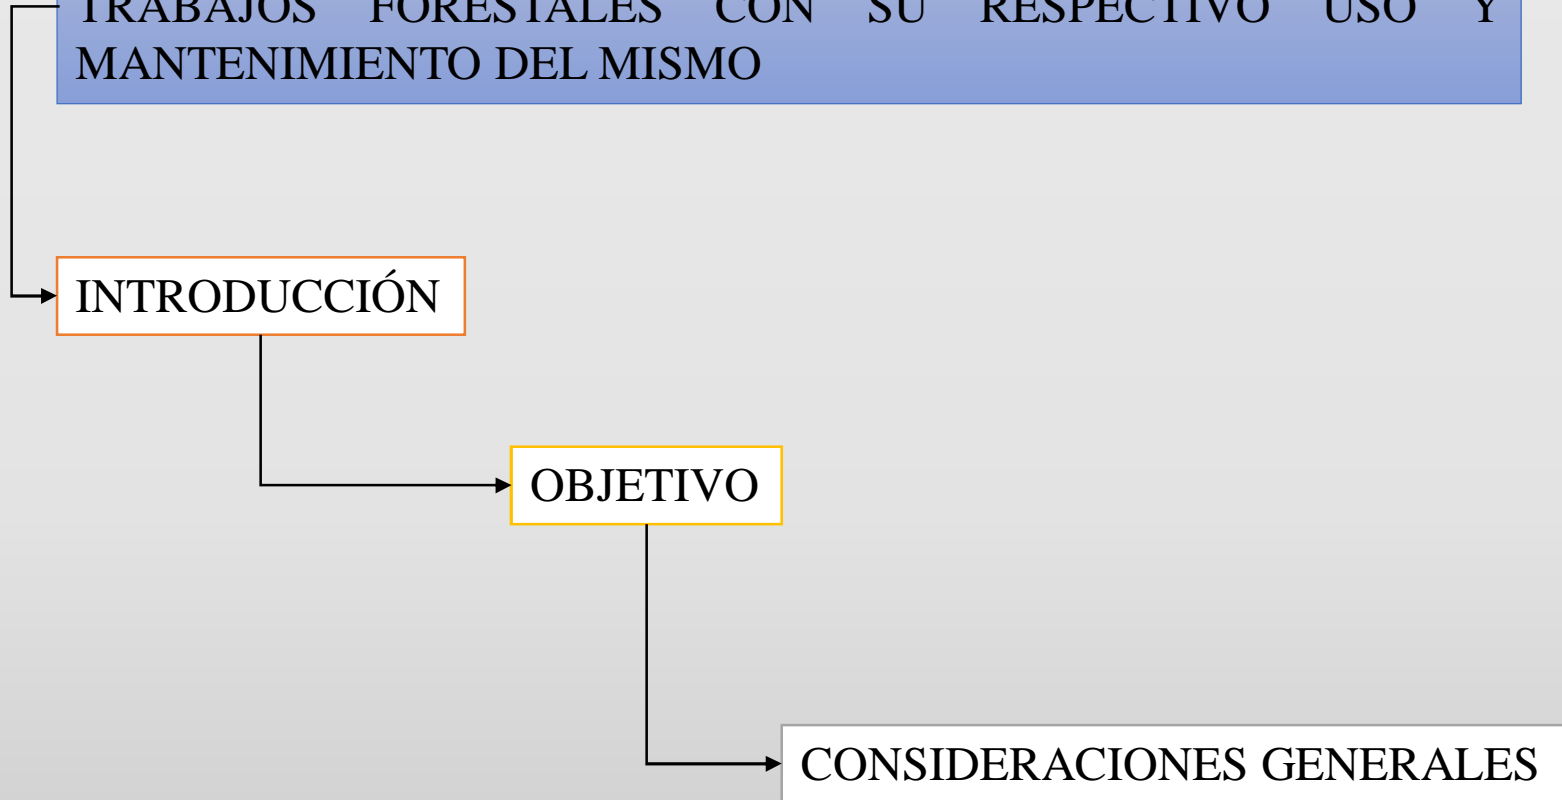 TRABAJOS FORESTALES CON SU RESPECTIVO USO Y
MANTENIMIENTO DEL MISMO
INTRODUCCIÓN
OBJETIVO
CONSIDERACIONES GENERALES